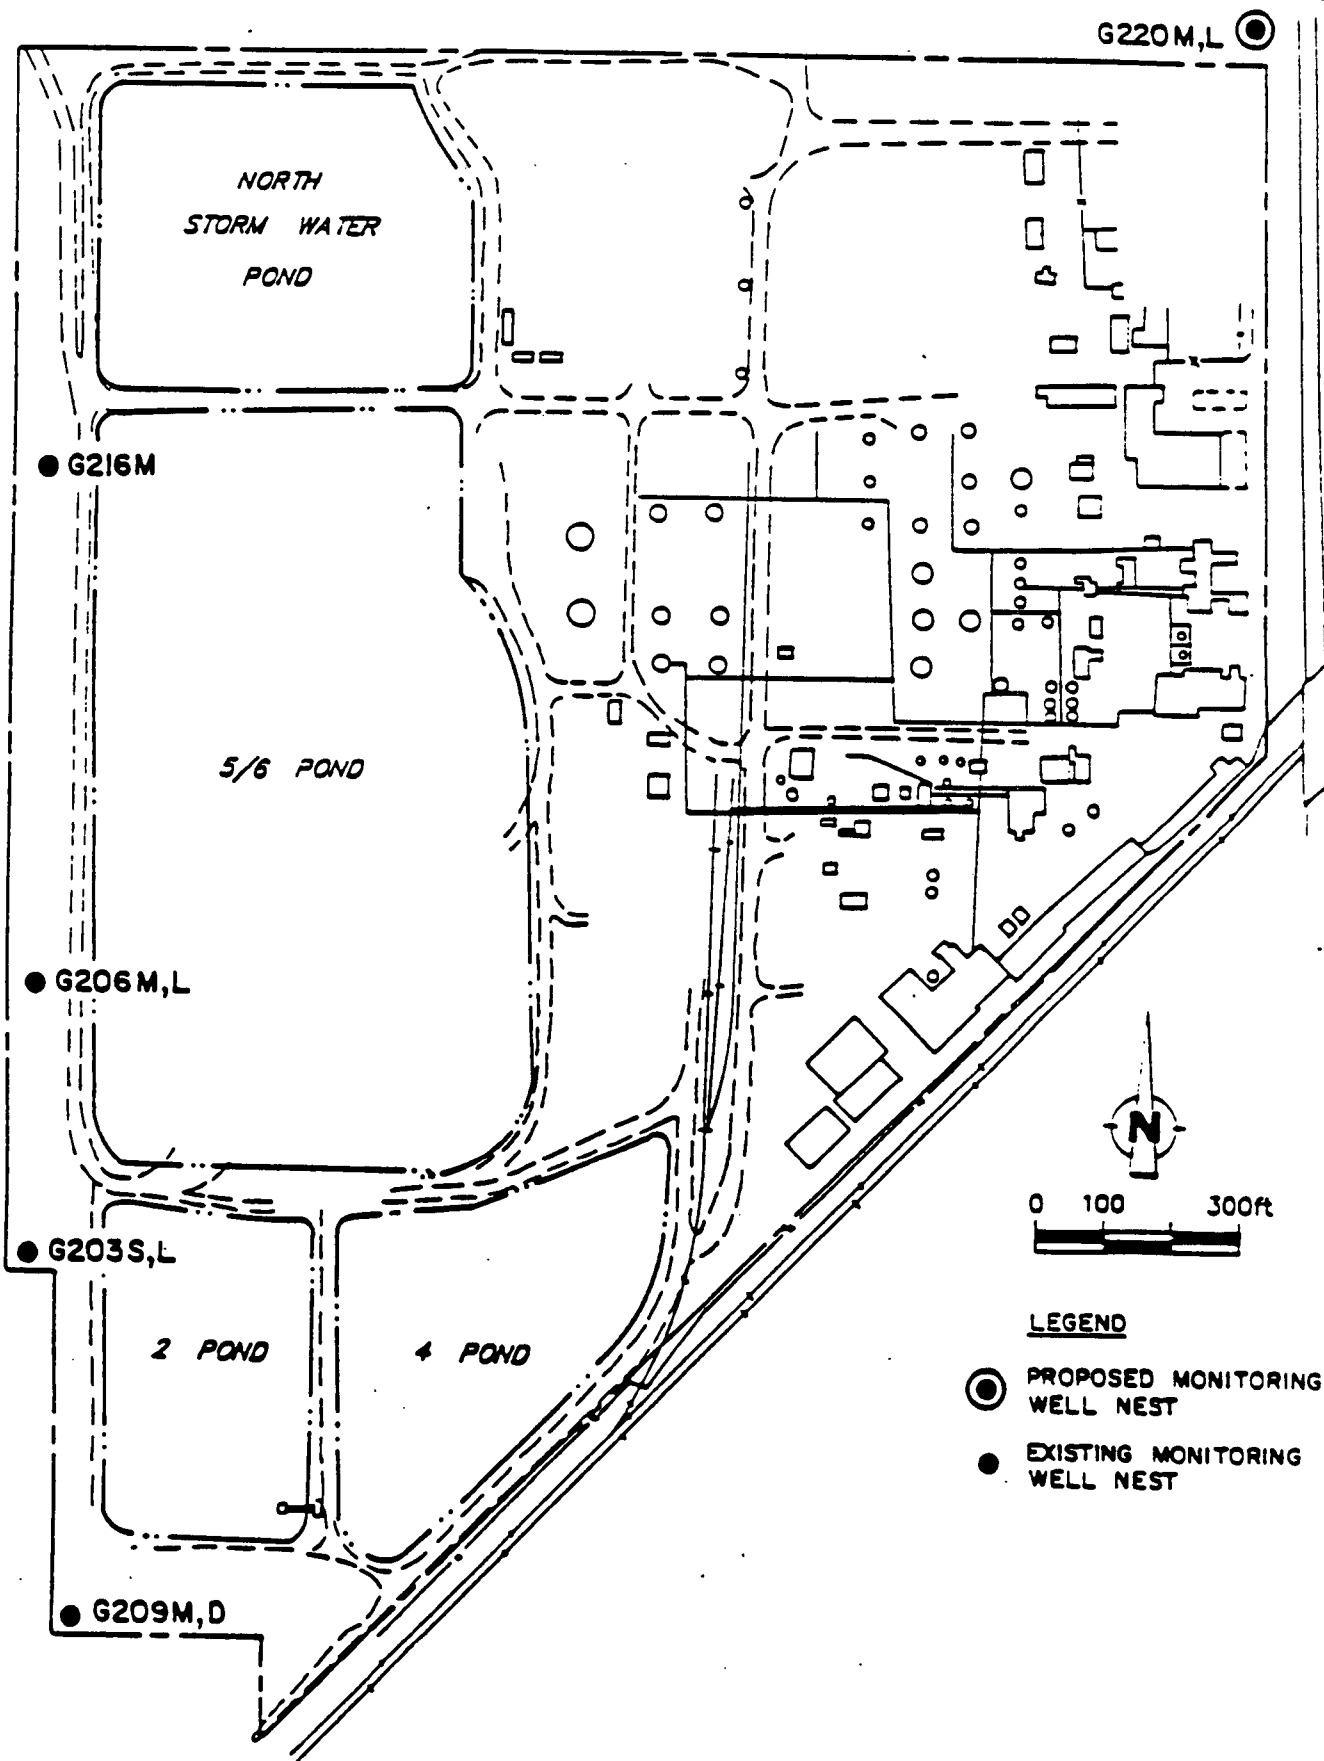 G220M,L
NORTH
STORM WATER
POND
G216M
5/6 POND
G206M,L
N
0 100 300ft
G203S,L
LEGEND
2 POND
4 POND
PROPOSED MONITORING
WELL NEST
EXISTING MONITORING
WELL NEST
G209M,D